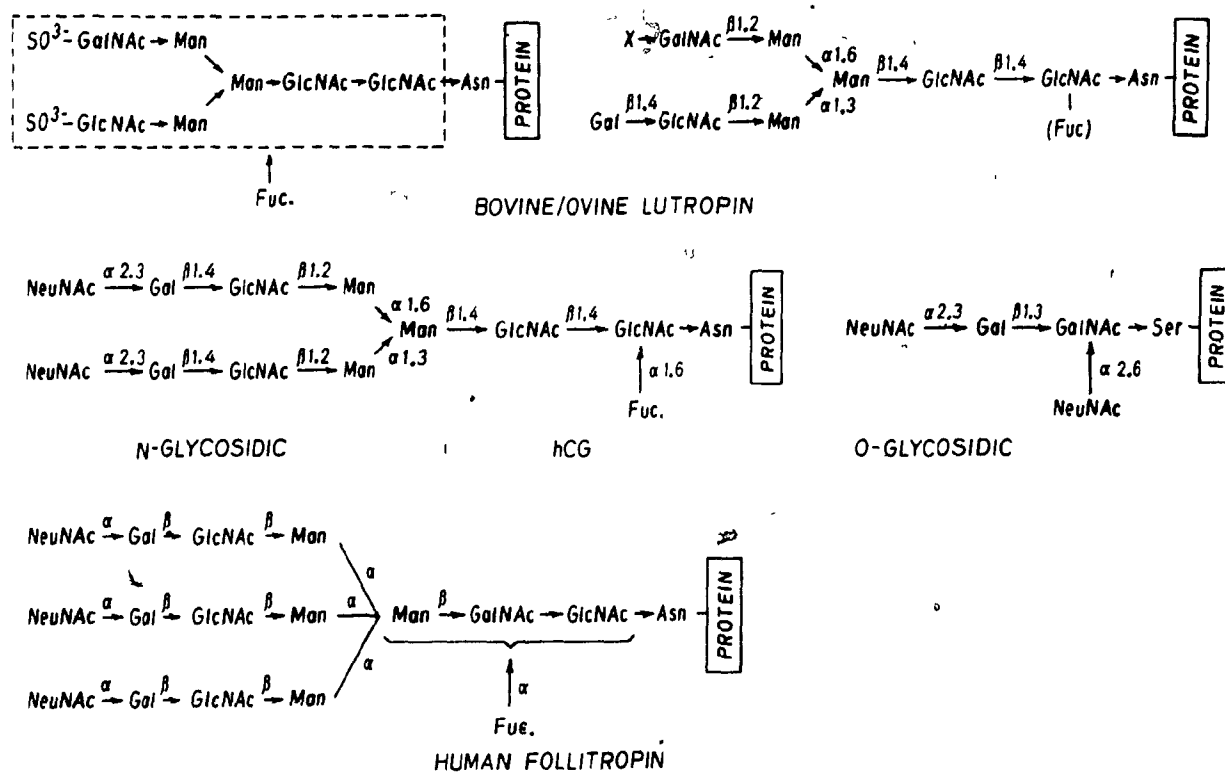 SO³⁻-GalNAc→Man
SO³⁻-GlcNAc→Man
Man→GlcNAc→GlcNAc→Asn
PROTEIN
Fuc.
X→GalNAc β1.2 Man
Gal β1.4 GlcNAc β1.2 Man
α1.6
α1.3
Man β1.4 GlcNAc β1.4 GlcNAc→Asn
(Fuc)
PROTEIN
BOVINE/OVINE LUTROPIN
NeuNAc α2.3 Gal β1.4 GlcNAc β1.2 Man
NeuNAc α2.3 Gal β1.4 GlcNAc β1.2 Man
α1.6
α1.3
Man β1.4 GlcNAc β1.4 GlcNAc→Asn
α1.6
Fuc.
PROTEIN
NeuNAc α2.3 Gal β1.3 GalNAc→Ser
α2.6
NeuNAc
PROTEIN
N-GLYCOSIDIC
hCG
O-GLYCOSIDIC
NeuNAc α Gal β GlcNAc β Man
NeuNAc α Gal β GlcNAc β Man
NeuNAc α Gal β GlcNAc β Man
α
α
α
Man β GalNAc→GlcNAc→Asn
α
Fuc.
PROTEIN
HUMAN FOLLITROPIN